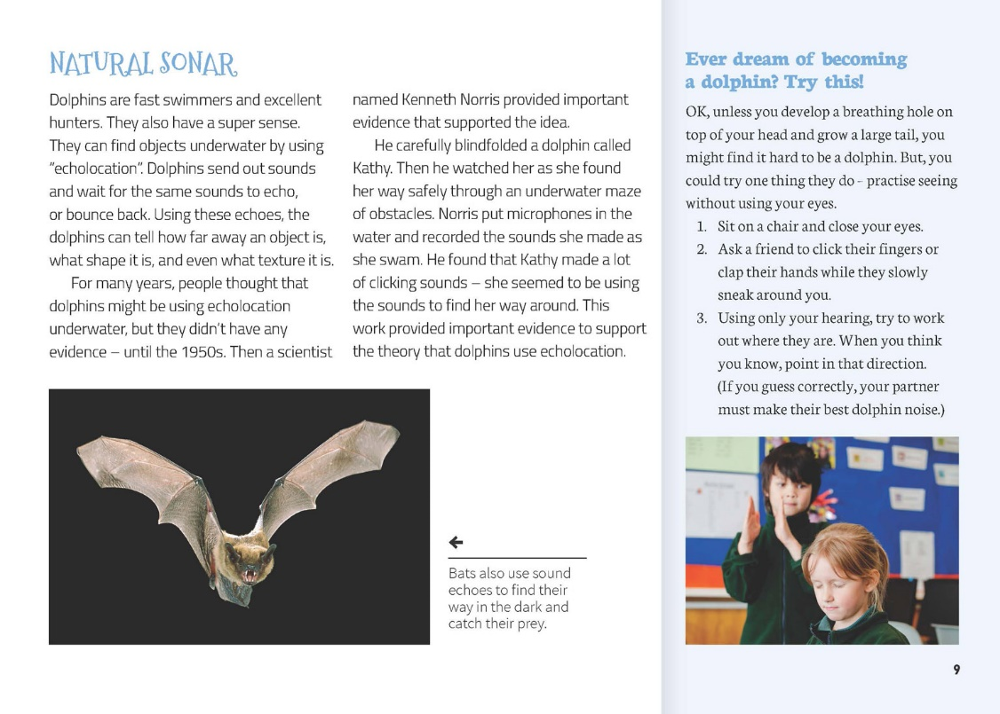 NATURAL SONAR
Dolphins are fast swimmers and excellent
hunters. They also have a super sense.
They can find objects underwater by using
“echolocation”. Dolphins send out sounds
and wait for the same sounds to echo,
or bounce back. Using these echoes, the
dolphins can tell how far away an object is,
what shape it is, and even what texture it is.
For many years, people thought that
dolphins might be using echolocation
underwater, but they didn’t have any
evidence – until the 1950s. Then a scientist
named Kenneth Norris provided important
evidence that supported the idea.
He carefully blindfolded a dolphin called
Kathy. Then he watched her as she found
her way safely through an underwater maze
of obstacles. Norris put microphones in the
water and recorded the sounds she made as
she swam. He found that Kathy made a lot
of clicking sounds – she seemed to be using
the sounds to find her way around. This
work provided important evidence to support
the theory that dolphins use echolocation.
Bats also use sound
echoes to find their
way in the dark and
catch their prey.
Ever dream of becoming
a dolphin? Try this!
OK, unless you develop a breathing hole on
top of your head and grow a large tail, you
might find it hard to be a dolphin. But, you
could try one thing they do – practise seeing
without using your eyes.
1. Sit on a chair and close your eyes.
2. Ask a friend to click their fingers or
clap their hands while they slowly
sneak around you.
3. Using only your hearing, try to work
out where they are. When you think
you know, point in that direction.
(If you guess correctly, your partner
must make their best dolphin noise.)
9